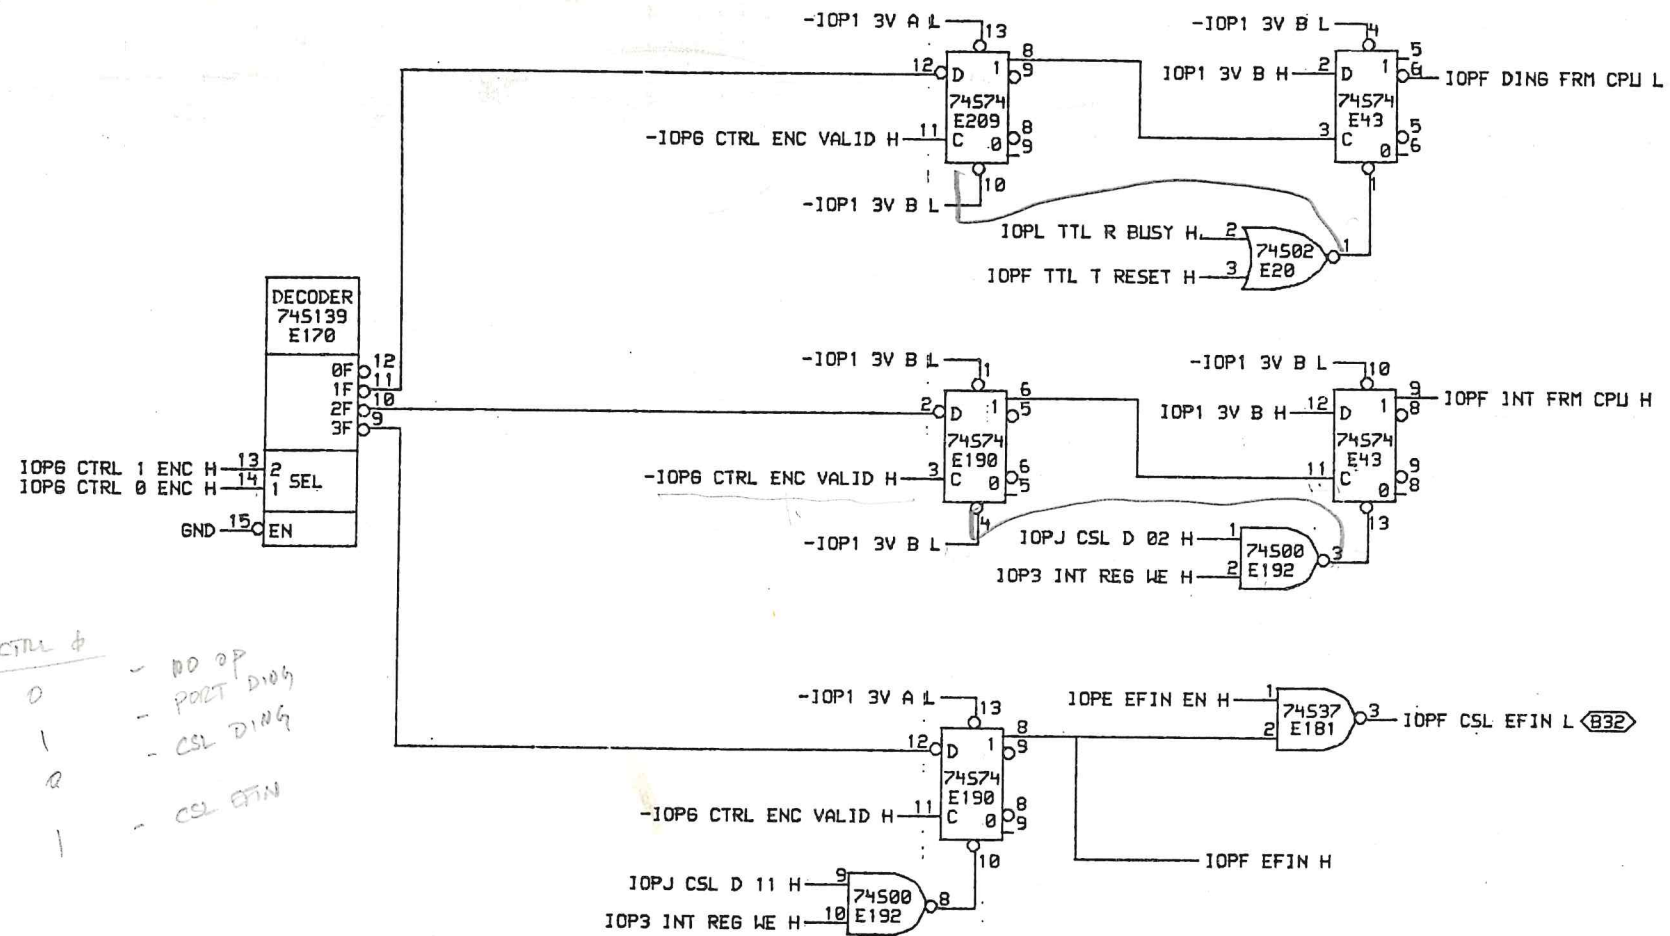 -IOP1 3V A L
13
12
D 1
8
9
74S74
E209
-IOP6 CTRL ENC VALID H
11
C 0
8
9
10
-IOP1 3V B L
-IOP1 3V B L
4
IOP1 3V B H
2
D 1
5
6
IOPF DING FRM CPU L
74S74
E43
3
C 0
5
6
1
IOPL TTL R BUSY H
2
74S02
E20
1
IOPF TTL T RESET H
3
DECODER
74S139
E170
0F 12
1F 11
2F 10
3F 9
IOP6 CTRL 1 ENC H 13 2
IOP6 CTRL 0 ENC H 14 1
SEL
GND 15 EN
-IOP1 3V B L
1
2
D 1
6
5
74S74
E190
-IOP6 CTRL ENC VALID H
3
C 0
6
5
4
-IOP1 3V B L
-IOP1 3V B L
10
IOP1 3V B H
12
D 1
9
8
IOPF INT FRM CPU H
74S74
E43
11
C 0
9
8
13
IOPJ CSL D 02 H
1
74S00
E192
3
IOP3 INT REG WE H
2
CTRL ϕ
0 - NO OP
1 - PORT DING
0 - CSL DING
1 - CSL EFIN
-IOP1 3V A L
13
12
D 1
8
9
74S74
E190
-IOP6 CTRL ENC VALID H
11
C 0
8
9
10
IOPJ CSL D 11 H
9
74S00
E192
8
IOP3 INT REG WE H
10
IOPE EFIN EN H
1
2
74S37
E181
3
IOPF CSL EFIN L B32
IOPF EFIN H